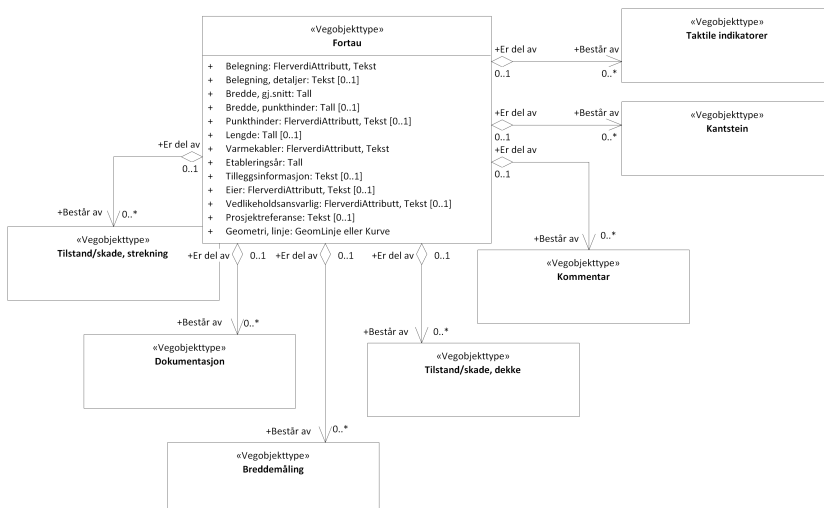 «Vegobjekttype»
Fortau
+ Belegning: FlerverdiAttributt, Tekst
+ Belegning, detaljer: Tekst [0..1]
+ Bredde, gj.snitt: Tall
+ Bredde, punkthinder: Tall [0..1]
+ Punkthinder: FlerverdiAttributt, Tekst [0..1]
+ Lengde: Tall [0..1]
+ Varmekabler: FlerverdiAttributt, Tekst
+ Etableringsår: Tall
+ Tilleggsinformasjon: Tekst [0..1]
+ Eier: FlerverdiAttributt, Tekst [0..1]
+ Vedlikeholdsansvarlig: FlerverdiAttributt, Tekst [0..1]
+ Prosjektreferanse: Tekst [0..1]
+ Geometri, linje: GeomLinje eller Kurve
+Er del av
0..1
+Består av
0..*
«Vegobjekttype»
Taktile indikatorer
+Er del av
0..1
+Består av
0..*
«Vegobjekttype»
Kantstein
+Er del av
0..1
+Består av
0..*
«Vegobjekttype»
Kommentar
+Er del av
0..1
+Består av
0..*
«Vegobjekttype»
Tilstand/skade, strekning
+Er del av
0..1
+Består av
0..*
«Vegobjekttype»
Dokumentasjon
+Er del av
0..1
+Består av
0..*
«Vegobjekttype»
Breddemåling
+Er del av
0..1
+Består av
0..*
«Vegobjekttype»
Tilstand/skade, dekke